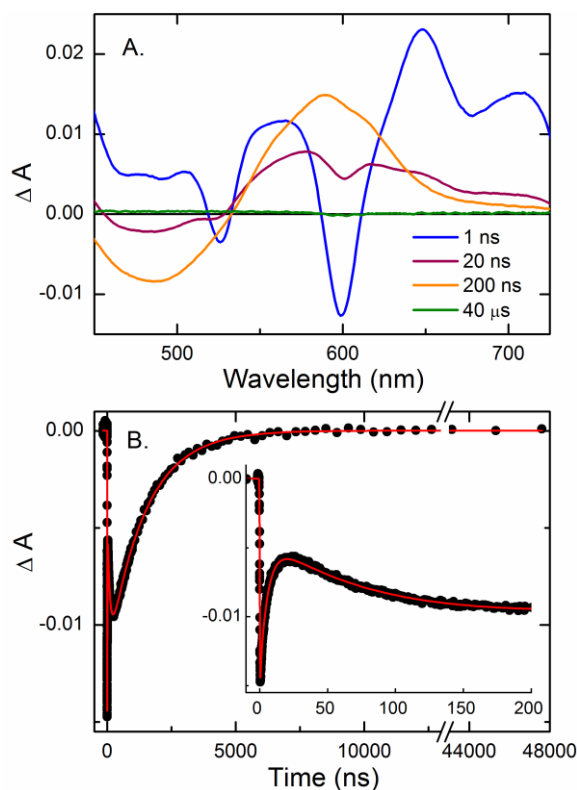 A.
0.02
0.01
0.00
-0.01
Δ A
500 600 700
Wavelength (nm)
1 ns
20 ns
200 ns
40 μs
B.
0.00
-0.01
Δ A
0.00
-0.01
0 50 100 150 200
0 5000 10000 44000 48000
Time (ns)